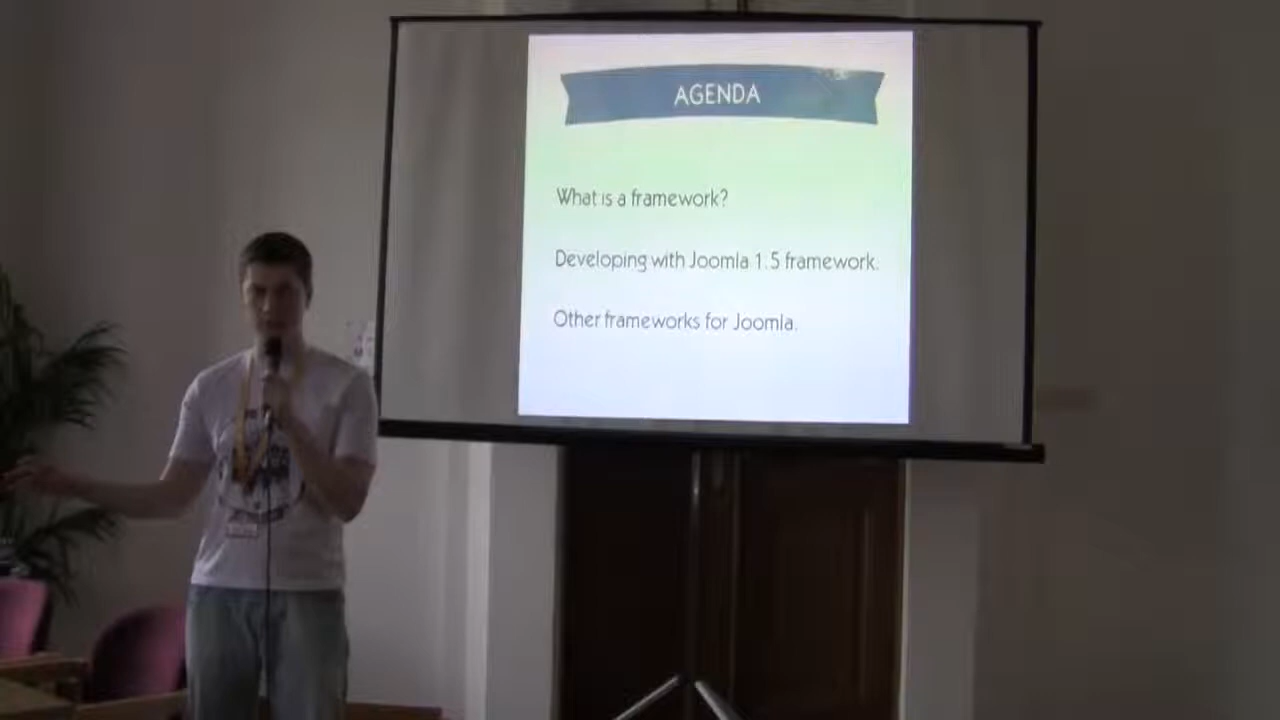 AGENDA
What is a framework?
Developing with Joomla 1.5 framework.
Other frameworks for Joomla.